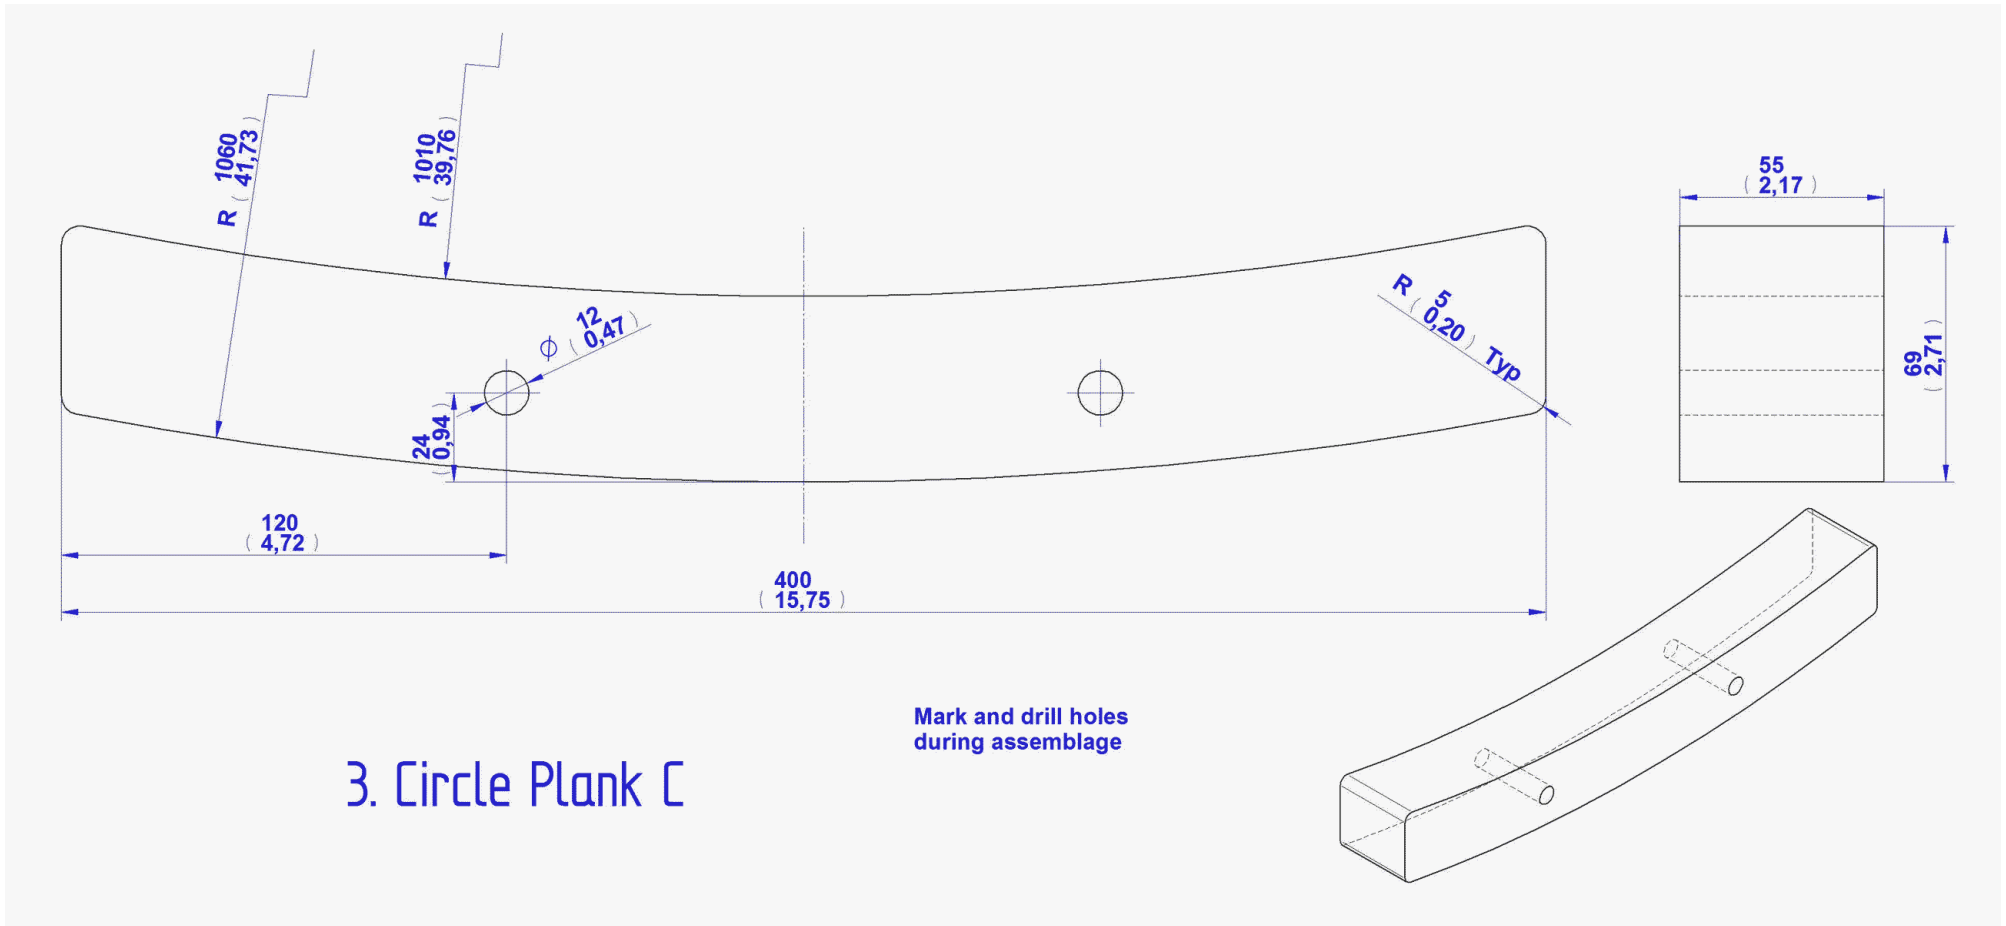 R ( 1060
41,73 )
R ( 1010
39,76 )
55
( 2,17 )
⌀ ( 12
0,47 )
R ( 5
0,20 ) Typ
69
( 2,71 )
24
( 0,94 )
120
( 4,72 )
400
( 15,75 )
Mark and drill holes
during assemblage
3. Circle Plank C